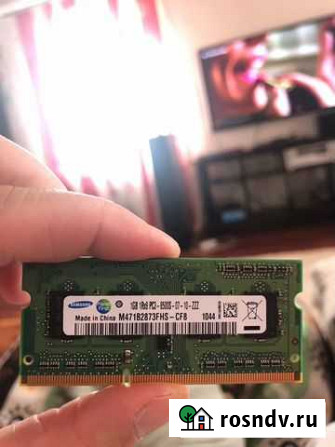 SAMSUNG
1GB 1Rx8 PC3-8500S-07-10-ZZZ
Made in China M471B2873FHS-CF8 1044
rosndv.ru